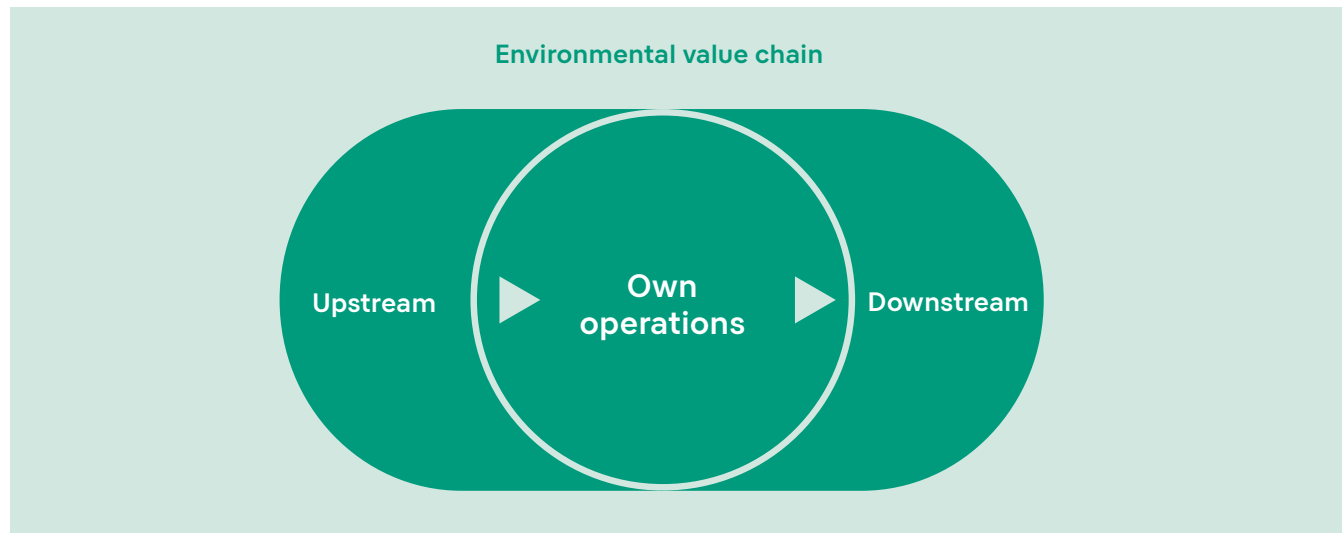 Environmental value chain
Upstream
Own
operations
Downstream